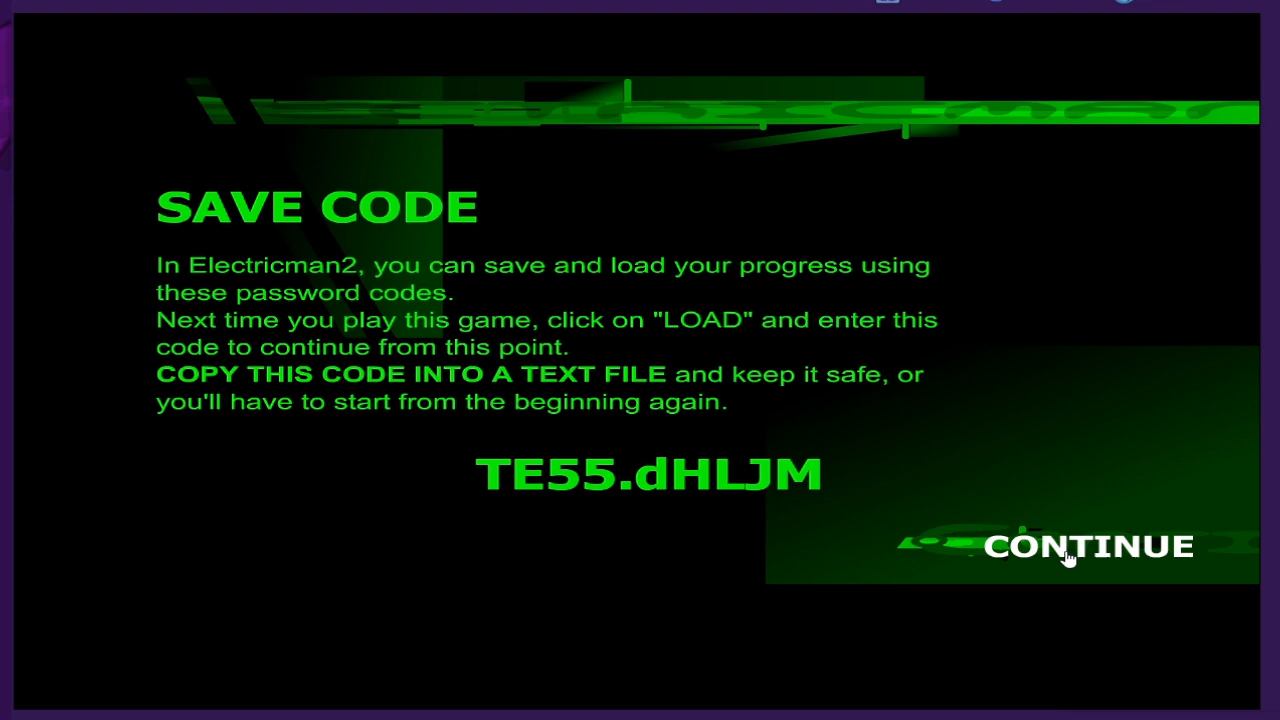 SAVE CODE
In Electricman2, you can save and load your progress using
these password codes.
Next time you play this game, click on "LOAD" and enter this
code to continue from this point.
COPY THIS CODE INTO A TEXT FILE and keep it safe, or
you'll have to start from the beginning again.
TE55.dHLJM
CONTINUE